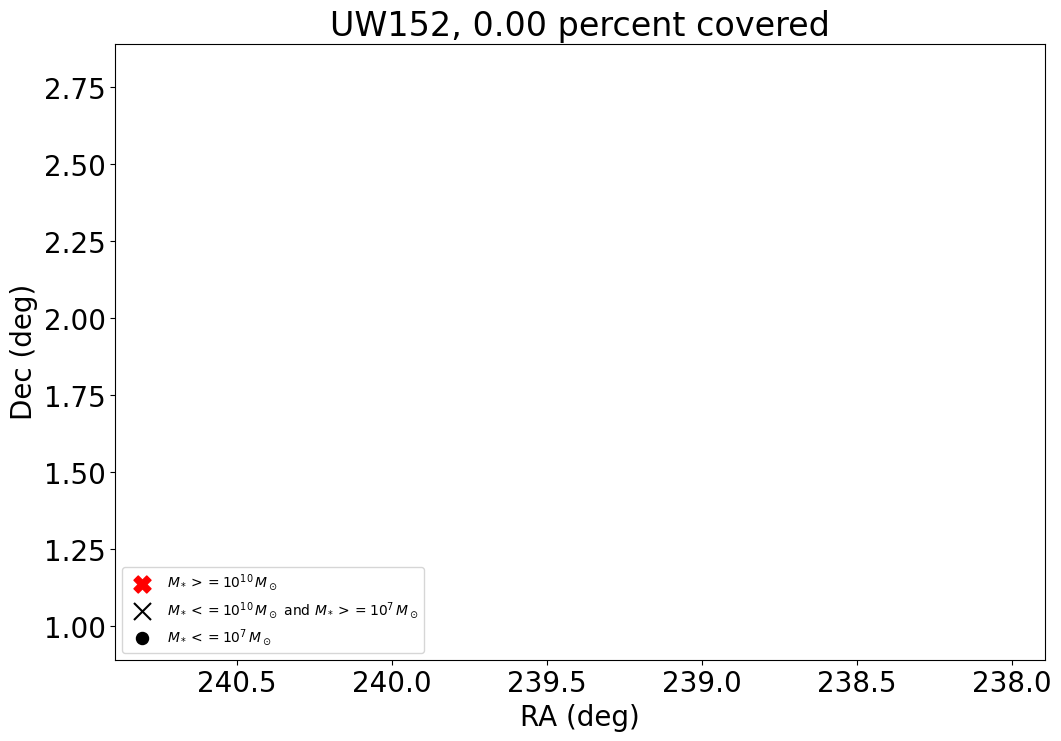 UW152, 0.00 percent covered
2.75
2.50
2.25
2.00
1.75
1.50
1.25
1.00
Dec (deg)
M* >= 10^10 M⊙
M* <= 10^10 M⊙ and M* >= 10^7 M⊙
M* <= 10^7 M⊙
240.5 240.0 239.5 239.0 238.5 238.0
RA (deg)